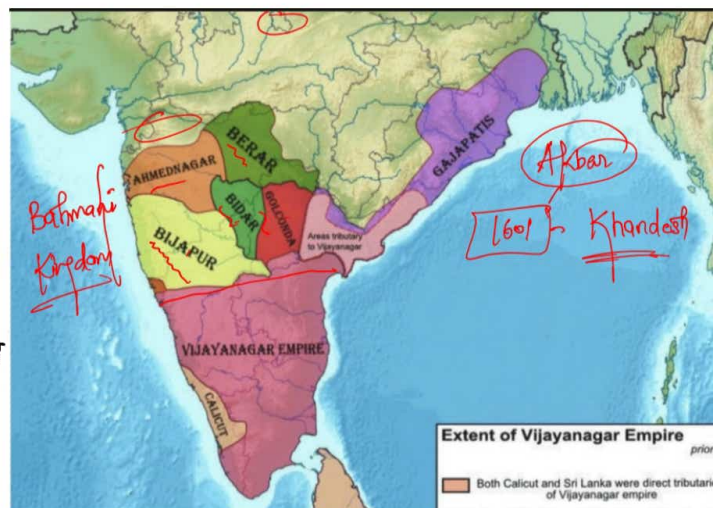 BERAR
AHMEDNAGAR
BIDAR
GOLCONDA
BIJAPUR
GAJAPATIS
Areas tributary
to Vijayanagar
VIJAYANAGAR EMPIRE
CALICUT
Bahmani
Kingdom
Akbar
1601 - Khandesh
Extent of Vijayanagar Empire
prior
Both Calicut and Sri Lanka were direct tributarie
of Vijayanagar empire